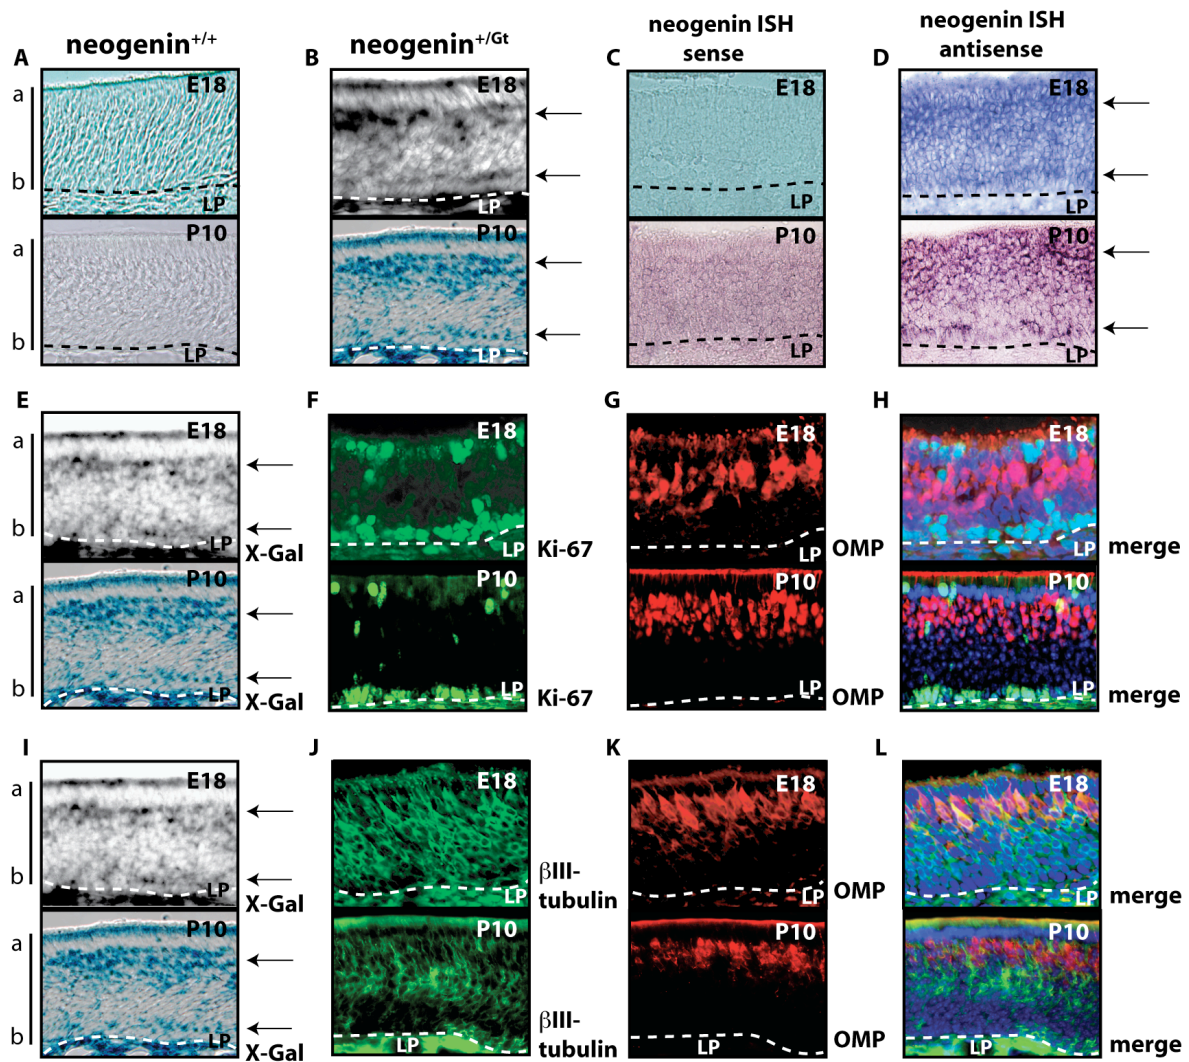 neogenin+/+
neogenin+/Gt
neogenin ISH
sense
neogenin ISH
antisense
A
B
C
D
a
b
E18
LP
E18
LP
E18
LP
E18
LP
a
b
P10
LP
P10
LP
P10
LP
P10
LP
E
F
G
H
a
b
E18
LP
X-Gal
E18
LP
Ki-67
E18
LP
OMP
E18
LP
merge
a
b
P10
LP
X-Gal
P10
LP
Ki-67
P10
LP
OMP
P10
LP
merge
I
J
K
L
a
b
E18
LP
X-Gal
E18
LP
βIII-
tubulin
E18
LP
OMP
E18
LP
merge
a
b
P10
LP
X-Gal
P10
LP
βIII-
tubulin
P10
LP
OMP
P10
merge